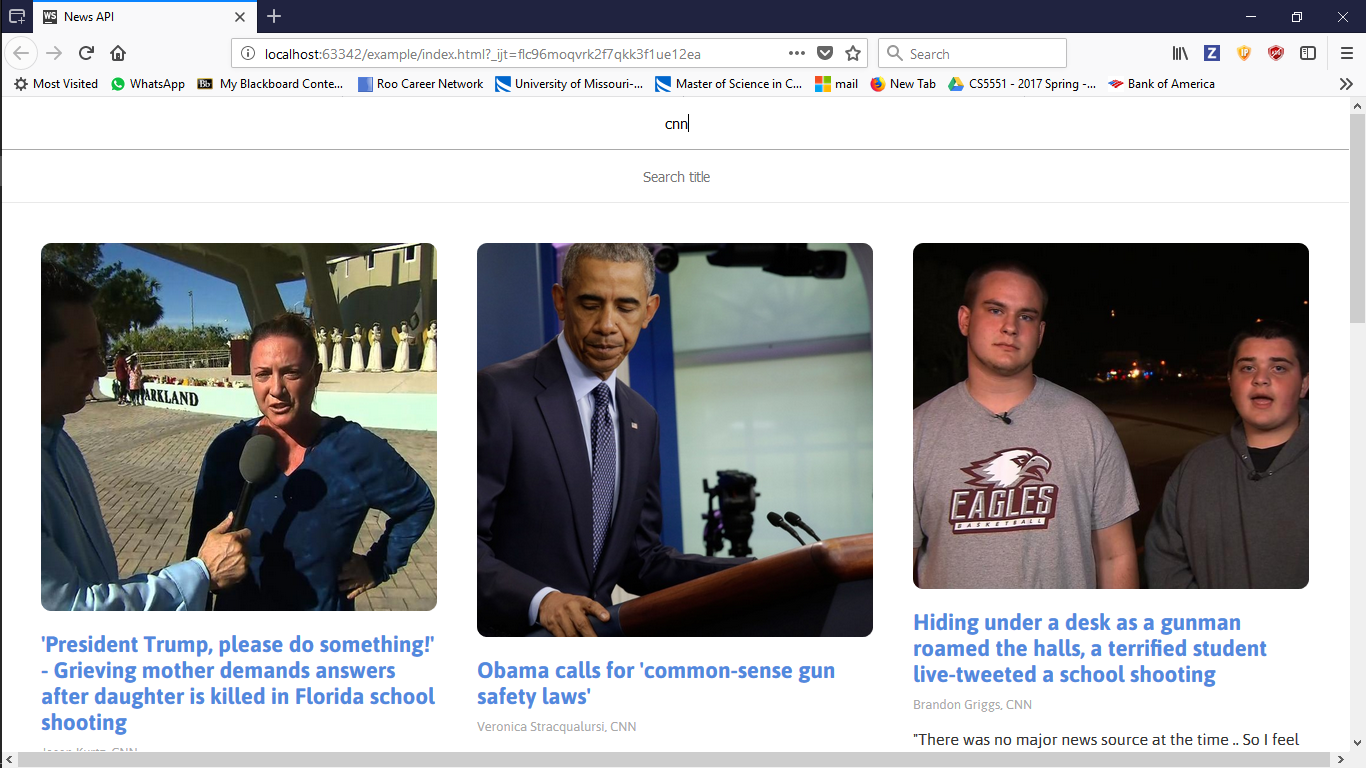 News API
localhost:63342/example/index.html?_ijt=flc96moqvrk2f7qkk3f1ue12ea
Search
Most Visited
WhatsApp
My Blackboard Conte...
Roo Career Network
University of Missouri-...
Master of Science in C...
mail
New Tab
CS5551 - 2017 Spring -...
Bank of America
cnn
Search title
PARKLAND
EAGLES
BASKETBALL
'President Trump, please do something!'
- Grieving mother demands answers
after daughter is killed in Florida school
shooting
Jason Kurtz, CNN
Obama calls for 'common-sense gun
safety laws'
Veronica Stracqualursi, CNN
Hiding under a desk as a gunman
roamed the halls, a terrified student
live-tweeted a school shooting
Brandon Griggs, CNN
"There was no major news source at the time .. So I feel